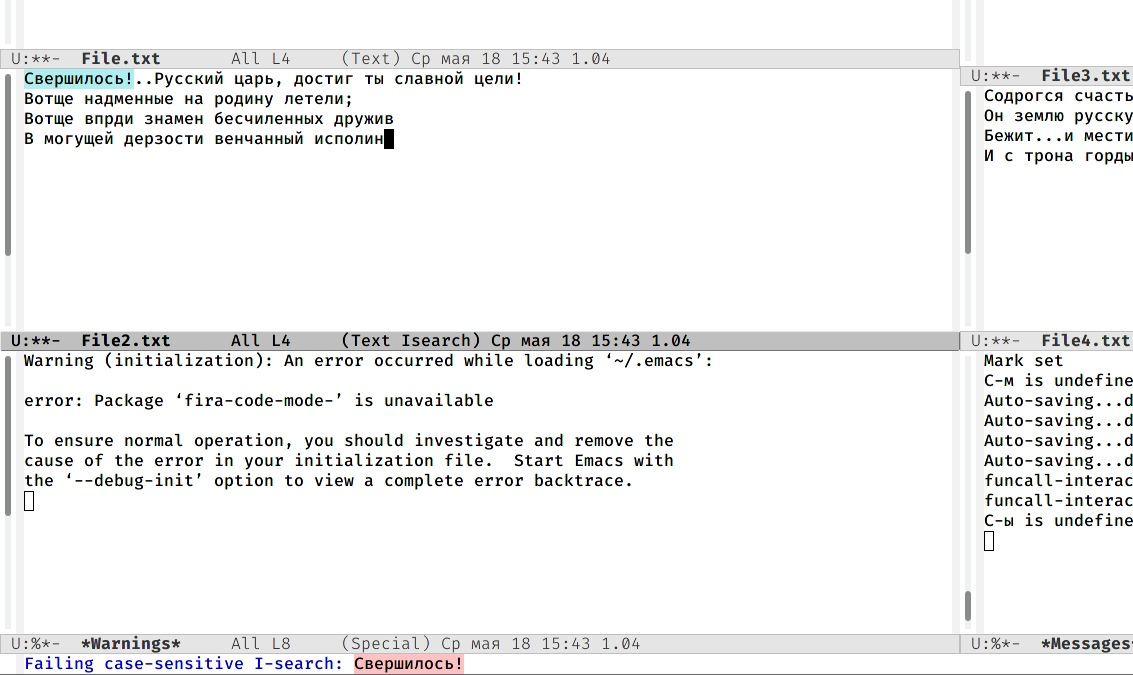 U:**-  File.txt       All L4     (Text) Ср мая 18 15:43 1.04
Свершилось!..Русский царь, достиг ты славной цели!
Вотще надменные на родину летели;
Вотще впрди знамен бесчиленных дружив
В могущей дерзости венчанный исполин
U:**-  File2.txt      All L4     (Text Isearch) Ср мая 18 15:43 1.04
Warning (initialization): An error occurred while loading ‘~/.emacs’:
error: Package ‘fira-code-mode-’ is unavailable
To ensure normal operation, you should investigate and remove the
cause of the error in your initialization file.  Start Emacs with
the ‘--debug-init’ option to view a complete error backtrace.
U:%*-  *Warnings*     All L8     (Special) Ср мая 18 15:43 1.04
U:**-  File3.txt
Содрогся счасть
Он землю русску
Бежит...и мести
И с трона горды
U:**-  File4.txt
Mark set
C-м is undefine
Auto-saving...d
Auto-saving...d
Auto-saving...d
Auto-saving...d
funcall-interac
funcall-interac
C-ы is undefine
U:%*-  *Messages
Failing case-sensitive I-search: Свершилось!